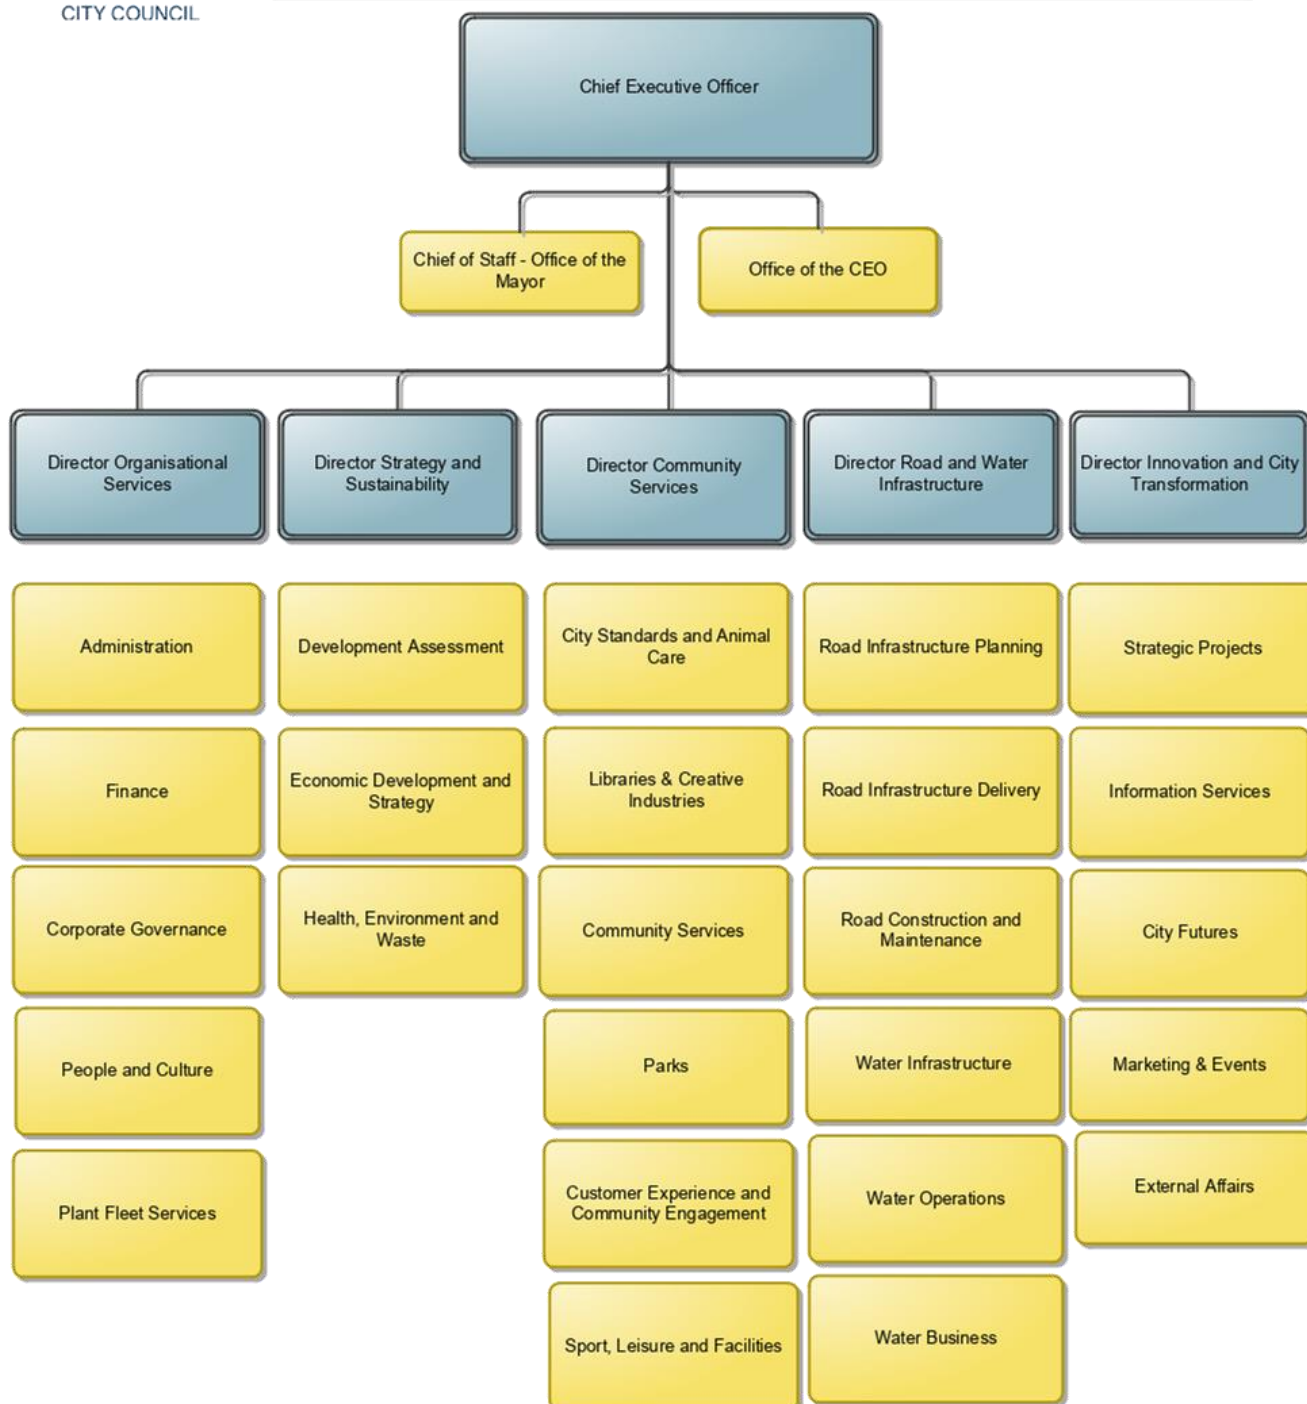 CITY COUNCIL
Chief Executive Officer
Chief of Staff - Office of the
Mayor
Office of the CEO
Director Organisational
Services
Director Strategy and
Sustainability
Director Community
Services
Director Road and Water
Infrastructure
Director Innovation and City
Transformation
Administration
Development Assessment
City Standards and Animal
Care
Road Infrastructure Planning
Strategic Projects
Finance
Economic Development and
Strategy
Libraries & Creative
Industries
Road Infrastructure Delivery
Information Services
Corporate Governance
Health, Environment and
Waste
Community Services
Road Construction and
Maintenance
City Futures
People and Culture
Parks
Water Infrastructure
Marketing & Events
Plant Fleet Services
Customer Experience and
Community Engagement
Water Operations
External Affairs
Sport, Leisure and Facilities
Water Business